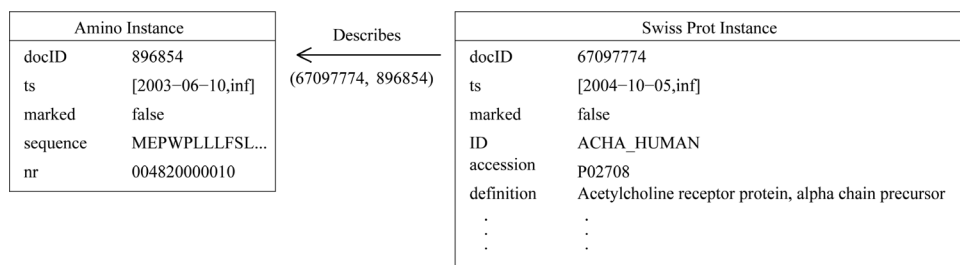 Amino Instance
docID 896854
ts [2003−06−10,inf]
marked false
sequence MEPWPLLLFSL...
nr 004820000010
Describes
(67097774, 896854)
Swiss Prot Instance
docID 67097774
ts [2004−10−05,inf]
marked false
ID ACHA_HUMAN
accession P02708
definition Acetylcholine receptor protein, alpha chain precursor
. .
. .
. .